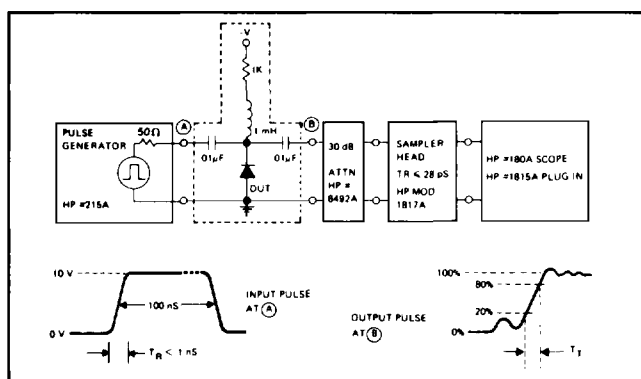 -V
1K
1 mH
A
B
PULSE
GENERATOR
50Ω
HP #215A
.01µF
.01µF
DUT
30 dB
ATTN
HP #
8492A
SAMPLER
HEAD
TR ≤ 28 pS
HP MOD
1817A
HP #180A SCOPE
HP #1815A PLUG IN
10 V
0 V
100 nS
TR < 1 nS
INPUT PULSE
AT A
OUTPUT PULSE
AT B
100%
80%
20%
0%
TT